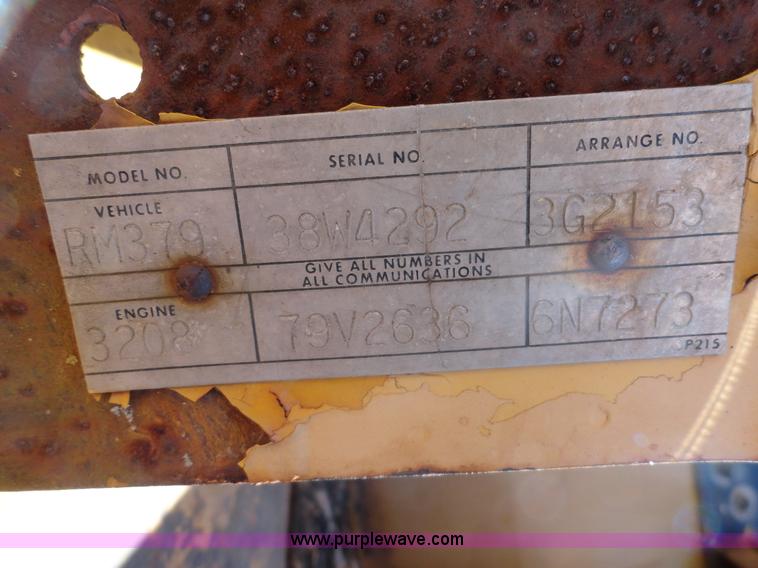 MODEL NO. SERIAL NO. ARRANGE NO.
VEHICLE
RM379 38W4292 3G2153
GIVE ALL NUMBERS IN
ALL COMMUNICATIONS
ENGINE
3208 79V2636 6N7273
P215
www.purplewave.com